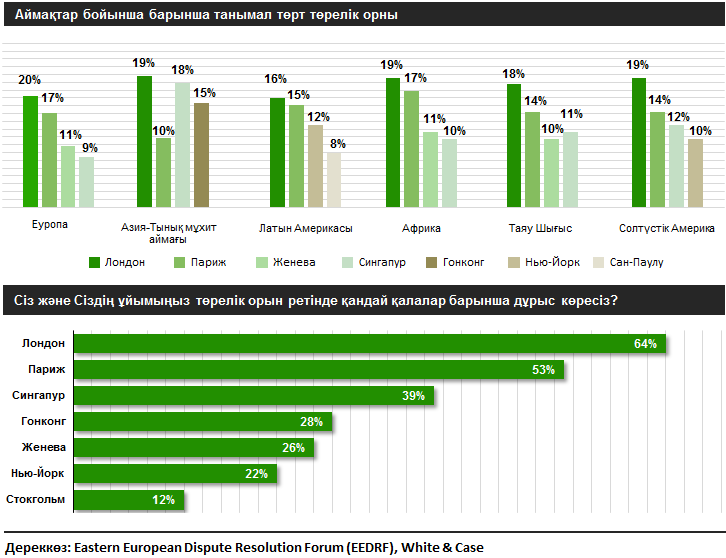 Аймақтар бойынша барынша танымал төрт төрелік орны
20% 17% 11% 9%
19% 10% 18% 15%
16% 15% 12% 8%
19% 17% 11% 10%
18% 14% 10% 11%
19% 14% 12% 10%
Еуропа
Азия-Тынық мұхит
аймағы
Латын Америкасы
Африка
Таяу Шығыс
Солтүстік Америка
Лондон Париж Женева Сингапур Гонконг Нью-Йорк Сан-Паулу
Сіз және Сіздің ұйымыңыз төрелік орын ретінде қандай қалалар барынша дұрыс көресіз?
Лондон 64%
Париж 53%
Сингапур 39%
Гонконг 28%
Женева 26%
Нью-Йорк 22%
Стокгольм 12%
Дереккөз: Eastern European Dispute Resolution Forum (EEDRF), White & Case